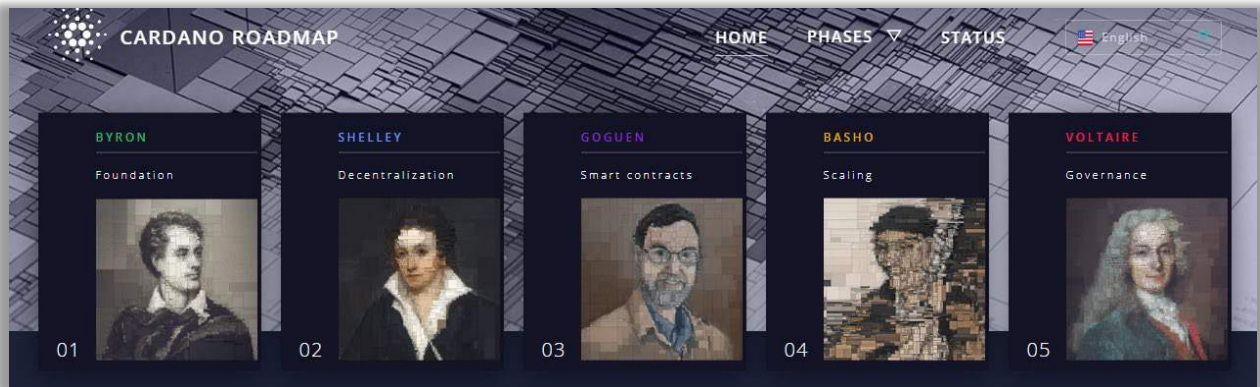 CARDANO ROADMAP
HOME
PHASES
STATUS
English
BYRON
Foundation
01
SHELLEY
Decentralization
02
GOGUEN
Smart contracts
03
BASHO
Scaling
04
VOLTAIRE
Governance
05